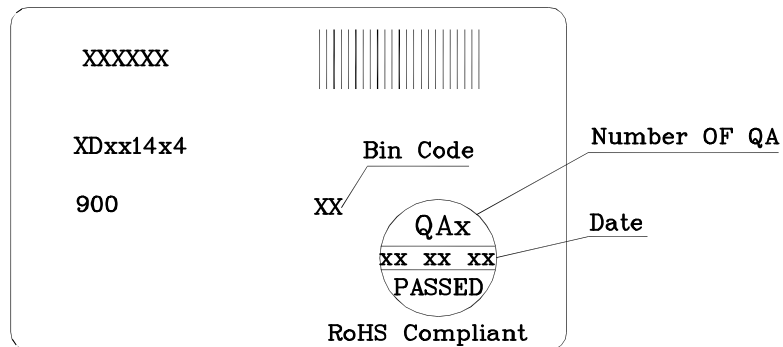 XXXXXX
XDxx14x4
Number OF QA
Bin Code
900
XX
QAx
Date
xx xx xx
PASSED
RoHS Compliant